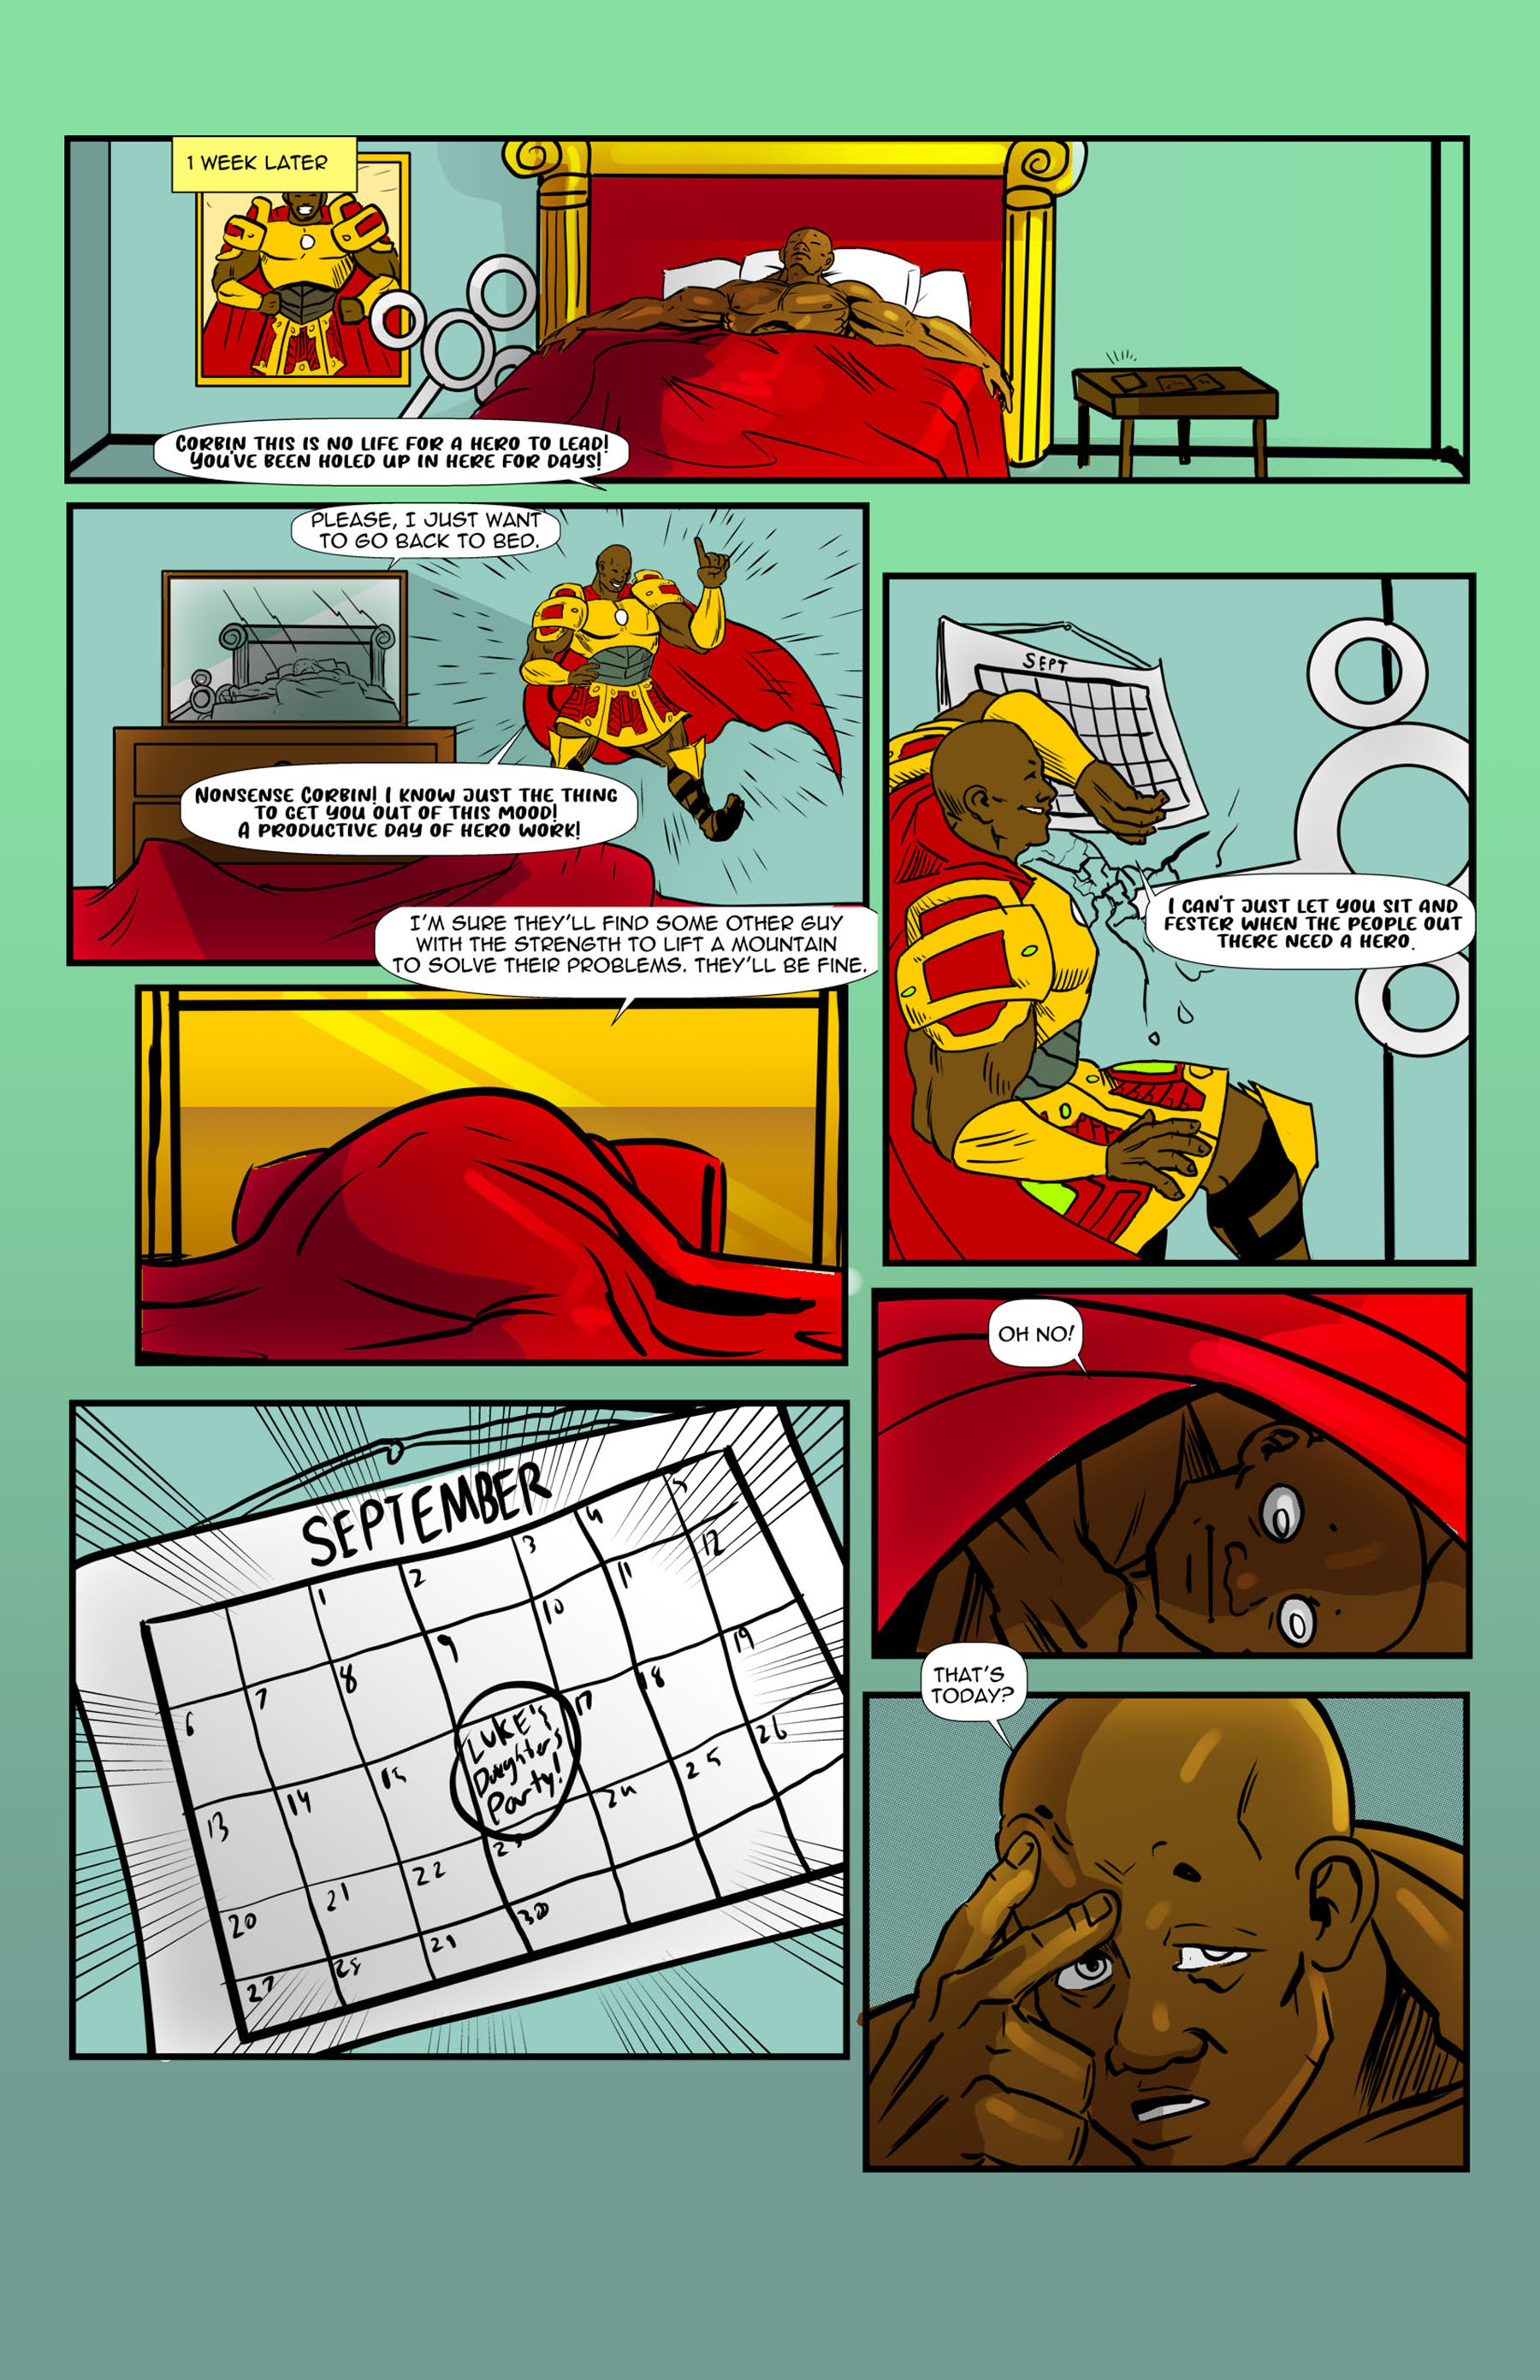 1 WEEK LATER
CORBIN THIS IS NO LIFE FOR A HERO TO LEAD!
YOU'VE BEEN HOLED UP IN HERE FOR DAYS!
PLEASE, I JUST WANT
TO GO BACK TO BED.
NONSENSE CORBIN! I KNOW JUST THE THING
TO GET YOU OUT OF THIS MOOD!
A PRODUCTIVE DAY OF HERO WORK!
SEPT
I CAN'T JUST LET YOU SIT AND
FESTER WHEN THE PEOPLE OUT
THERE NEED A HERO.
I'M SURE THEY'LL FIND SOME OTHER GUY
WITH THE STRENGTH TO LIFT A MOUNTAIN
TO SOLVE THEIR PROBLEMS. THEY'LL BE FINE.
OH NO!
SEPTEMBER
1 2 3 4 5
6 7 8 9 10 11 12
13 14 15
LUKE'S
Daughters
Party!
17 18 19
20 21 22 23 24 25 26
27 28 29 30
THAT'S
TODAY?